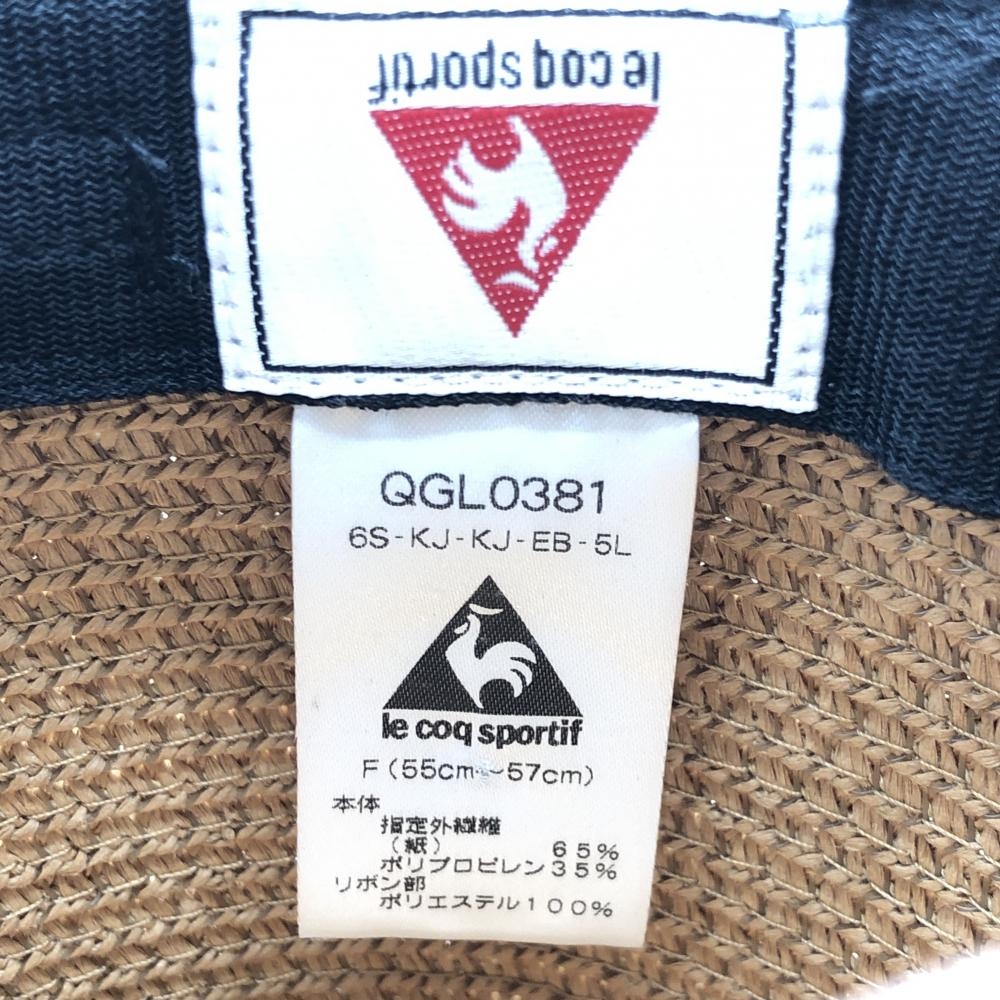 le coq sportif
QGL0381
6S-KJ-KJ-EB-5L
le coq sportif
F(55cm～57cm)
本体
指定外繊維
(紙) 65%
ポリプロピレン35%
リボン部
ポリエステル100%